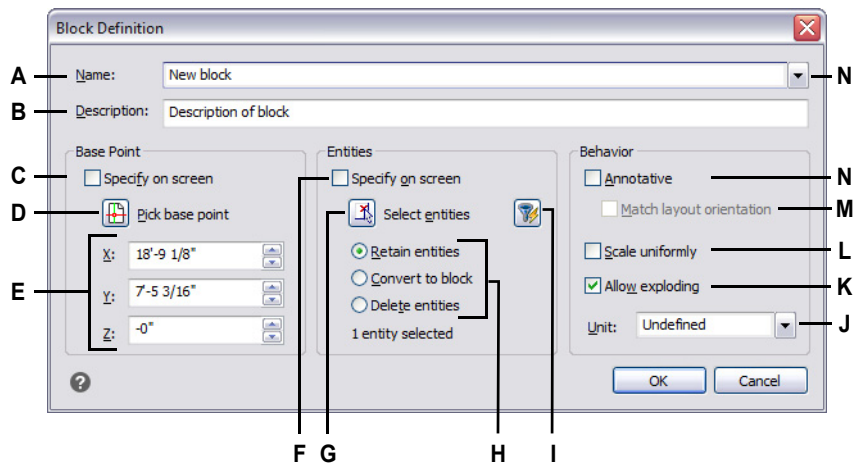 Block Definition
A Name: New block N
B Description: Description of block
Base Point Entities Behavior
C Specify on screen Specify on screen Annotative N
D Pick base point Select entities Match layout orientation M
E X: 18'-9 1/8" Retain entities Scale uniformly L
Y: 7'-5 3/16" Convert to block Allow exploding K
Z: -0" Delete entities Unit: Undefined J
1 entity selected
? OK Cancel
F G H I